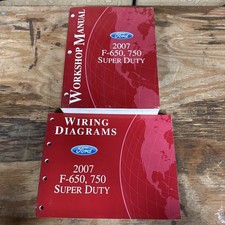 WORKSHOP MANUAL
Ford
2007
F-650, 750
SUPER DUTY
WIRING
DIAGRAMS
Ford
2007
F-650, 750
SUPER DUTY